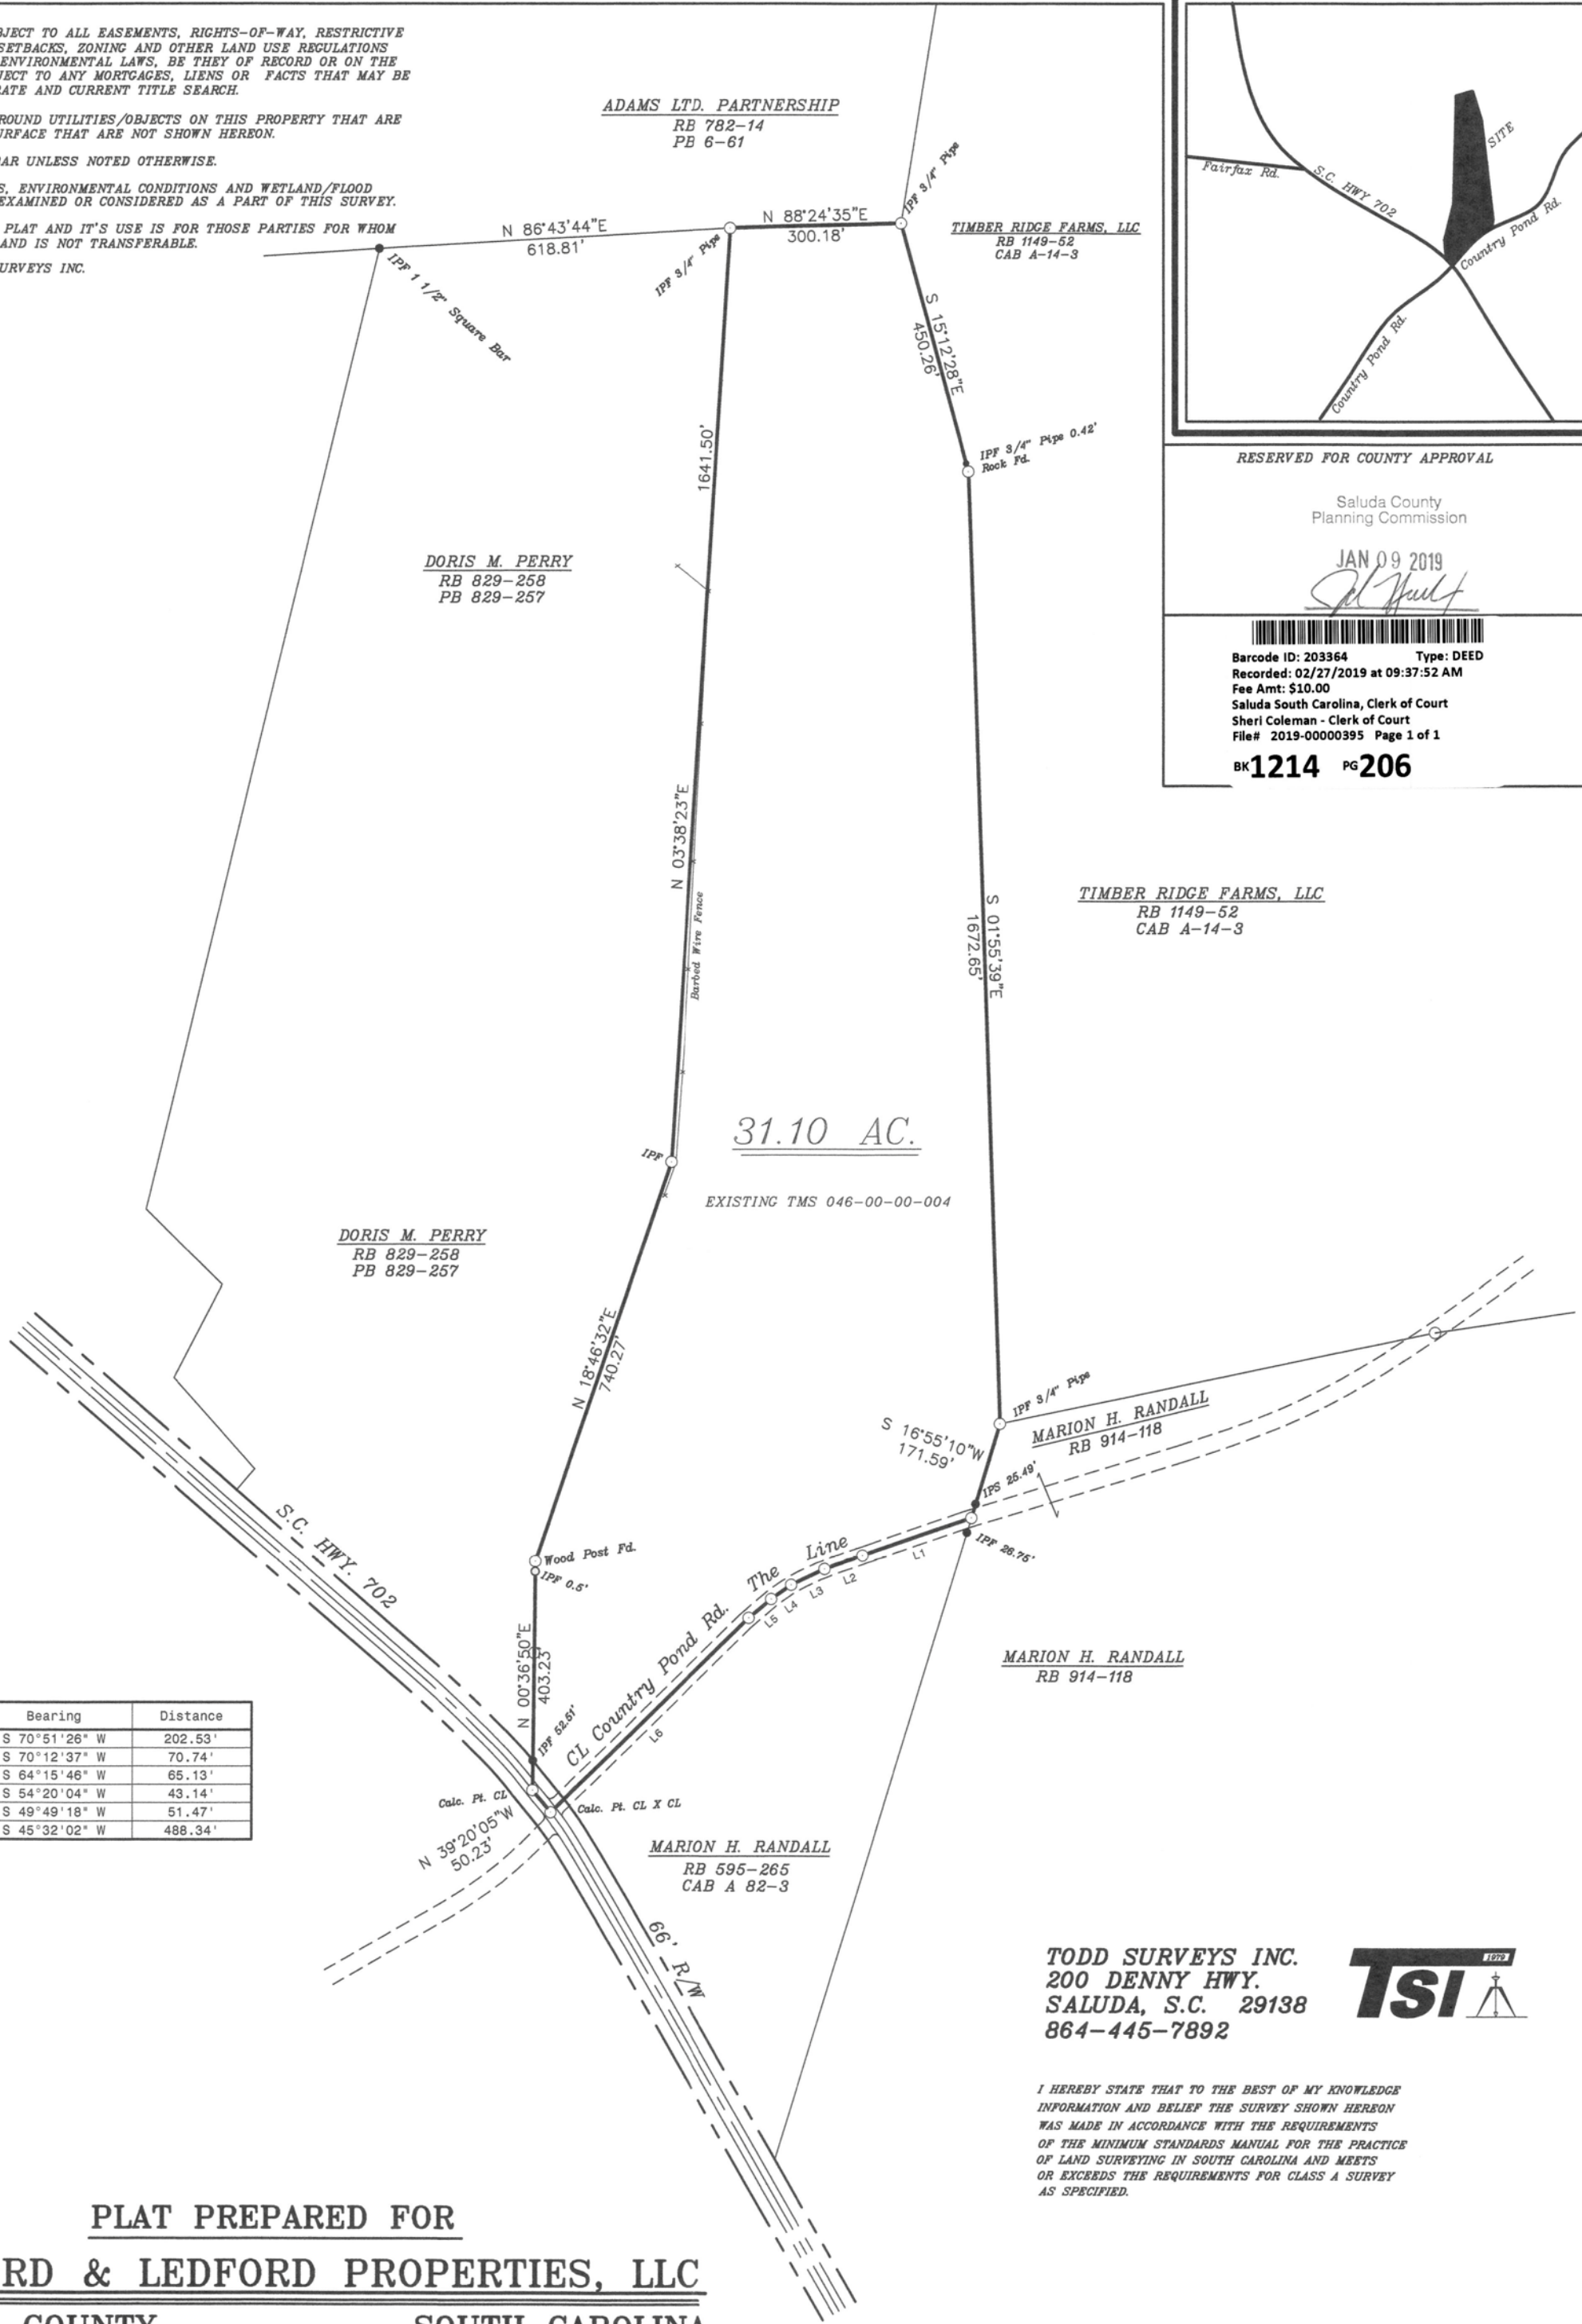 BJECT TO ALL EASEMENTS, RIGHTS-OF-WAY, RESTRICTIVE
SETBACKS, ZONING AND OTHER LAND USE REGULATIONS
ENVIRONMENTAL LAWS, BE THEY OF RECORD OR ON THE
JECT TO ANY MORTGAGES, LIENS OR FACTS THAT MAY BE
RATE AND CURRENT TITLE SEARCH.
ROUND UTILITIES/OBJECTS ON THIS PROPERTY THAT ARE
URFACE THAT ARE NOT SHOWN HEREON.
AR UNLESS NOTED OTHERWISE.
S, ENVIRONMENTAL CONDITIONS AND WETLAND/FLOOD
EXAMINED OR CONSIDERED AS A PART OF THIS SURVEY.
PLAT AND IT'S USE IS FOR THOSE PARTIES FOR WHOM
AND IS NOT TRANSFERABLE.
URVEYS INC.
ADAMS LTD. PARTNERSHIP
RB 782-14
PB 6-61
N 86°43'44"E
618.81'
N 88°24'35"E
300.18'
IPF 3/4" Pipe
IPF 3/4" Pipe
IPF 1 1/2" Square Bar
TIMBER RIDGE FARMS, LLC
RB 1149-52
CAB A-14-3
S 15°12'28"E
450.26'
IPF 3/4" Pipe 0.42'
Rock Fd.
Fairfax Rd.
S.C. HWY 702
SITE
Country Pond Rd.
Country Pond Rd.
RESERVED FOR COUNTY APPROVAL
Saluda County
Planning Commission
JAN 09 2019
Barcode ID: 203364 Type: DEED
Recorded: 02/27/2019 at 09:37:52 AM
Fee Amt: $10.00
Saluda South Carolina, Clerk of Court
Sheri Coleman - Clerk of Court
File# 2019-00000395 Page 1 of 1
BK1214 PG206
1641.50'
N 03°38'23"E
Barbed Wire Fence
DORIS M. PERRY
RB 829-258
PB 829-257
TIMBER RIDGE FARMS, LLC
RB 1149-52
CAB A-14-3
S 01°55'39"E
1672.65'
31.10 AC.
EXISTING TMS 046-00-00-004
IPF
DORIS M. PERRY
RB 829-258
PB 829-257
N 18°46'32"E
740.27'
IPF 3/4" Pipe
MARION H. RANDALL
RB 914-118
S 16°55'10"W
171.59'
IPS 25.49'
IPF 26.75'
S.C. HWY. 702
Wood Post Fd.
IPF 0.5'
CL Country Pond Rd. The Line
L1
L2
L3
L4
L5
L6
N 00°36'50"E
403.23'
IPF 52.51'
MARION H. RANDALL
RB 914-118
Bearing Distance
S 70°51'26" W 202.53'
S 70°12'37" W 70.74'
S 64°15'46" W 65.13'
S 54°20'04" W 43.14'
S 49°49'18" W 51.47'
S 45°32'02" W 488.34'
Calc. Pt. CL
Calc. Pt. CL X CL
N 39°20'05"W
50.23'
MARION H. RANDALL
RB 595-265
CAB A 82-3
66' R/W
TODD SURVEYS INC.
200 DENNY HWY.
SALUDA, S.C. 29138
864-445-7892
TSI
1979
I HEREBY STATE THAT TO THE BEST OF MY KNOWLEDGE
INFORMATION AND BELIEF THE SURVEY SHOWN HEREON
WAS MADE IN ACCORDANCE WITH THE REQUIREMENTS
OF THE MINIMUM STANDARDS MANUAL FOR THE PRACTICE
OF LAND SURVEYING IN SOUTH CAROLINA AND MEETS
OR EXCEEDS THE REQUIREMENTS FOR CLASS A SURVEY
AS SPECIFIED.
PLAT PREPARED FOR
RD & LEDFORD PROPERTIES, LLC
COUNTY SOUTH CAROLINA